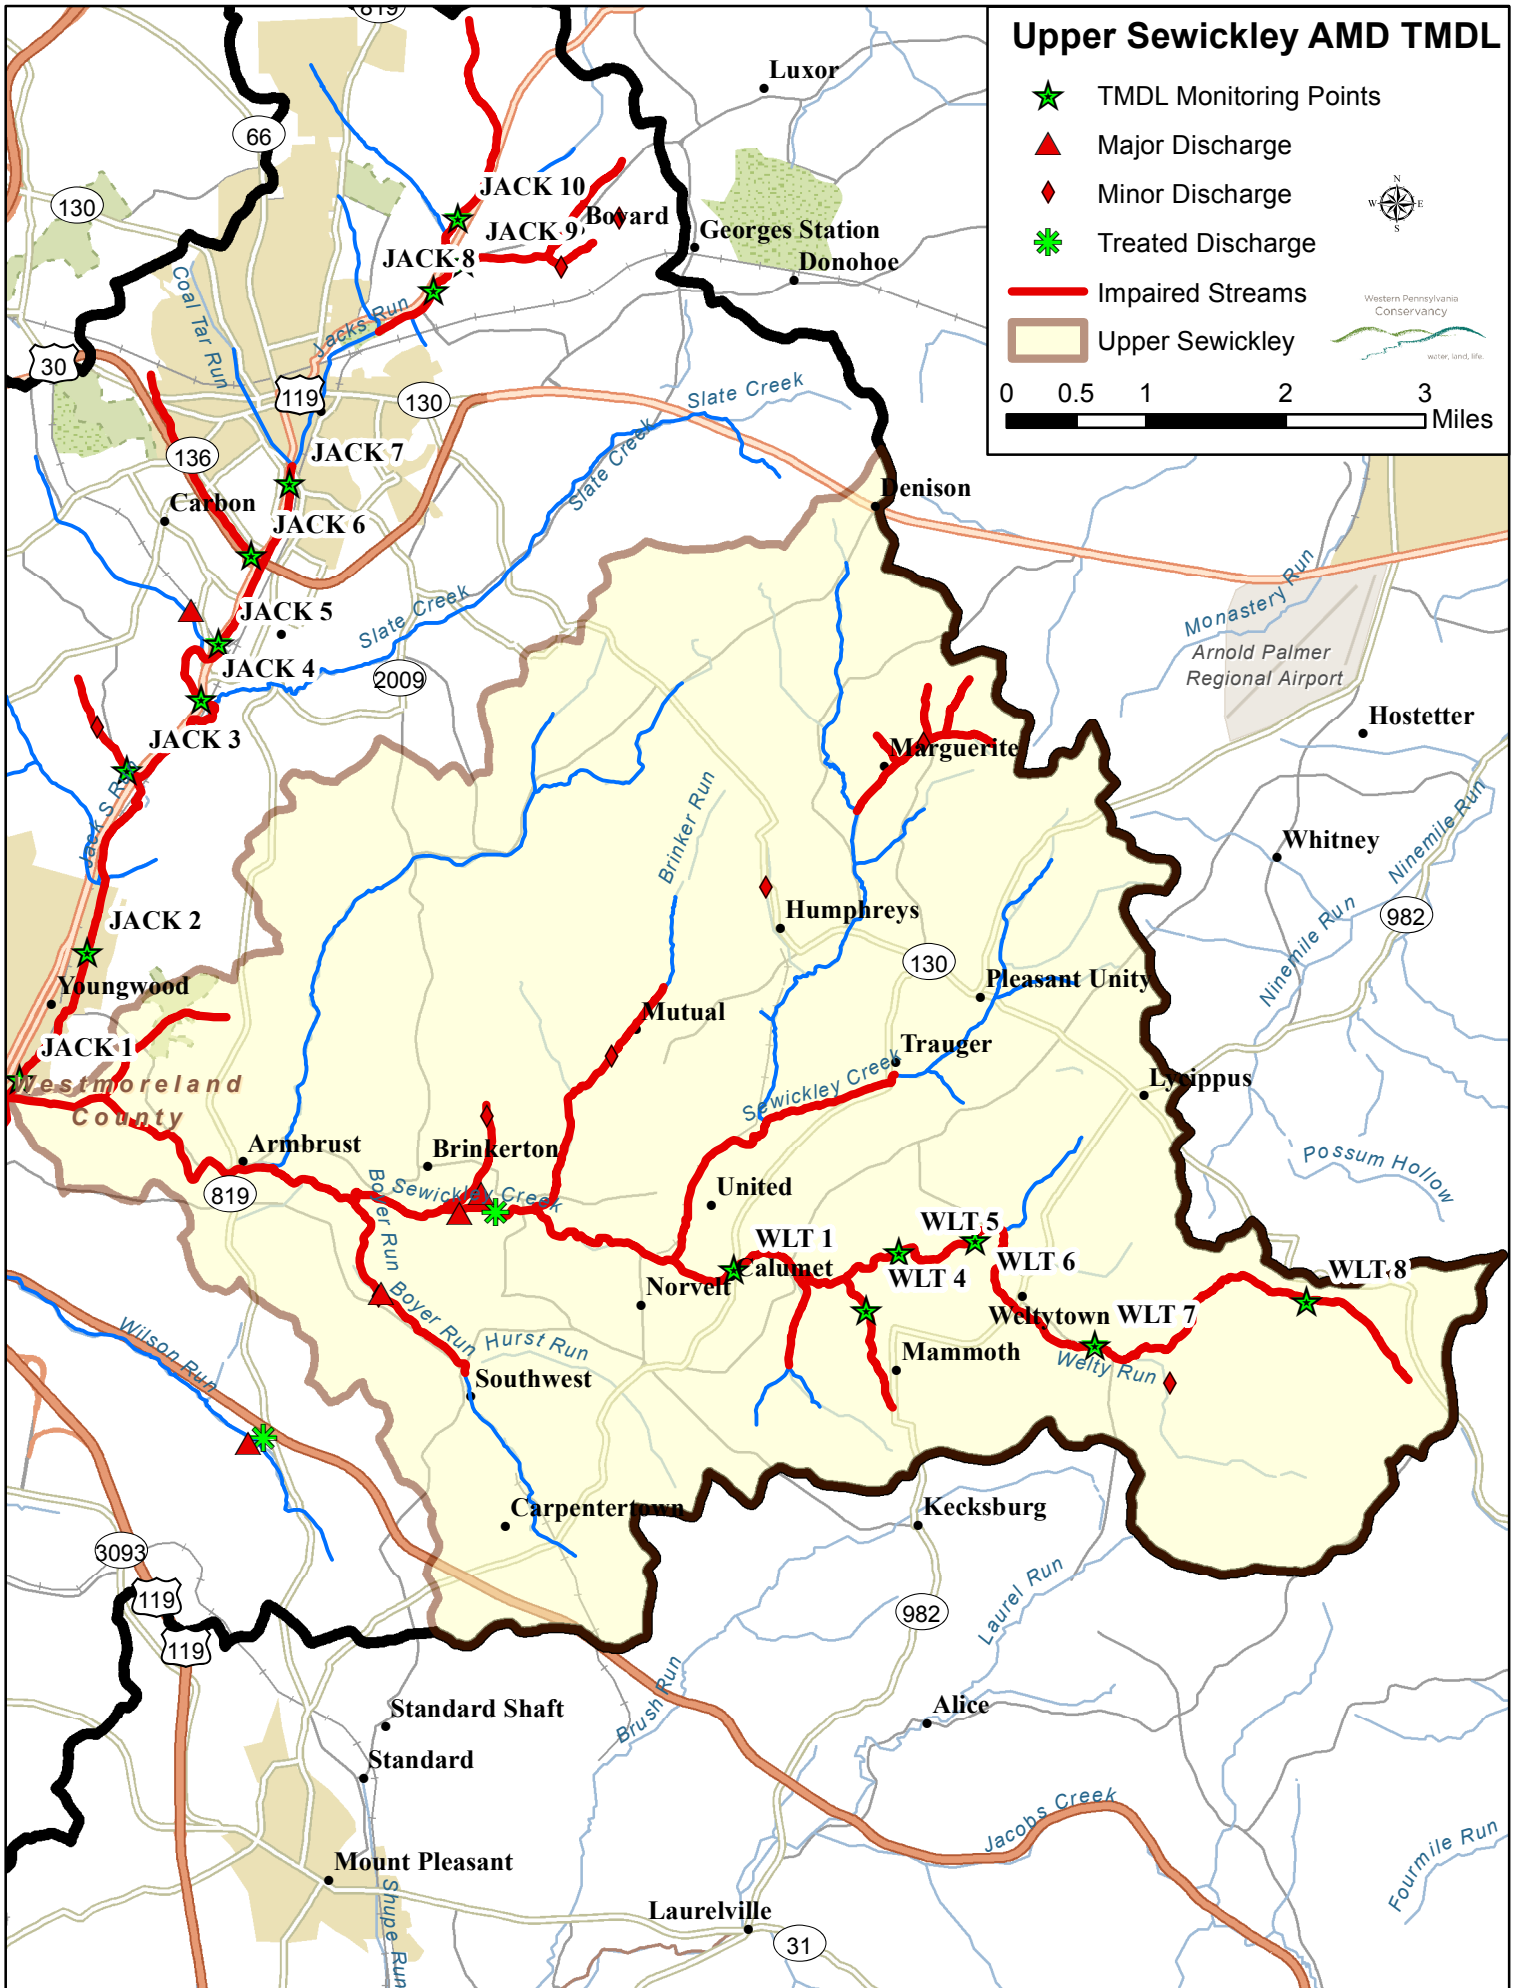 819
Upper Sewickley AMD TMDL
TMDL Monitoring Points
Major Discharge
Minor Discharge
Treated Discharge
Impaired Streams
Upper Sewickley
N
W
E
S
Western Pennsylvania
Conservancy
water, land, life.
0
0.5
1
2
3
Miles
Luxor
66
130
JACK 10
JACK 9
Bovard
JACK 8
Georges Station
Donohoe
Coal Tar Run
Jacks Run
30
119
130
Slate Creek
Slate Creek
136
JACK 7
Carbon
JACK 6
Denison
JACK 5
Slate Creek
JACK 4
2009
Monastery Run
Arnold Palmer
Regional Airport
Hostetter
JACK 3
Jack S Run
Marguerite
Brinker Run
Whitney
Ninemile Run
Ninemile Run
982
JACK 2
Humphreys
130
Youngwood
Pleasant Unity
Mutual
JACK 1
Trauger
Westmoreland
County
Sewickley Creek
Lycippus
Armbrust
Brinkerton
Possum Hollow
819
Boyer Run
Sewickley Creek
United
WLT 1
WLT 5
Calumet
WLT 4
WLT 6
WLT 8
Norvelt
Boyer Run
Hurst Run
Weltytown
WLT 7
Welty Run
Mammoth
Wilson Run
Southwest
Carpentertown
Kecksburg
3093
119
119
982
Laurel Run
Brush Run
Standard Shaft
Alice
Standard
Jacobs Creek
Fourmile Run
Mount Pleasant
Shupe Run
Laurelville
31